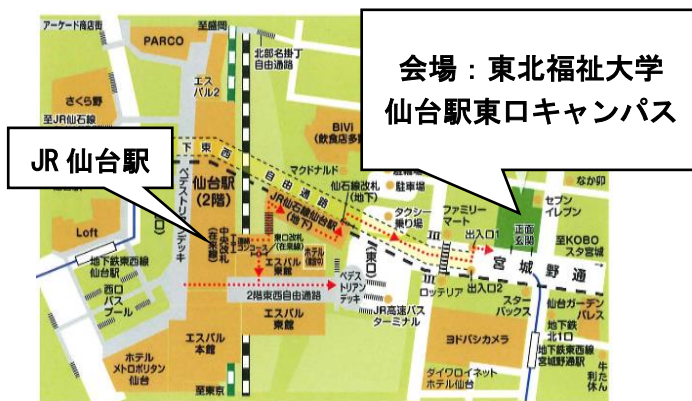 アーケード商店街
至盛岡
PARCO
北部名掛丁
自由通路
エス
パル2
さくら野
至JR仙石線
BiVi
(飲食店多
会場：東北福祉大学
仙台駅東口キャンパス
JR仙台駅
下東西
自由通路
マクドナルド
駐車場
仙台駅
(2階)
JR仙石線仙台駅
(地下)
仙石線改札
(地下)
タクシー
乗り場
ファミリー
マート
出入口1
正面
玄関
なか卯
セブン
イレブン
至KOBO
スタ宮城
ペデストリアンデッキ
中央改札
(在来線)
東口改札
(在来線)
ホテル
エスパル
東館
Loft
地下鉄東西線
仙台駅
西口
バス
プール
2階東西自由通路
ペデス
トリアン
デッキ
(東口)
宮城野通
ロッテリア
出入口2
スター
バックス
仙台ガーデン
パレス
JR高速バス
ターミナル
エスパル
本館
エスパル
東館
ヨドバシカメラ
地下鉄
北1口
地下鉄東西線
宮城野通駅
ホテル
メトロポリタン
仙台
至東京
ダイワロイネット
ホテル仙台
牛たん
利休